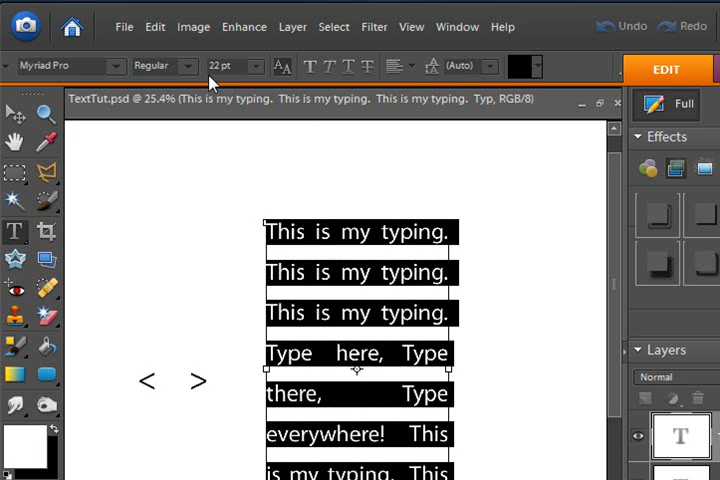 File Edit Image Enhance Layer Select Filter View Window Help Undo Redo
Myriad Pro Regular 22 pt (Auto) EDIT
TextTut.psd @ 25.4% (This is my typing. This is my typing. This is my typing. Typ, RGB/8)
Full
Effects
This is my typing.
This is my typing.
This is my typing.
Type here, Type
there, Type
everywhere! This
is my typing. This
< >
Layers
Normal